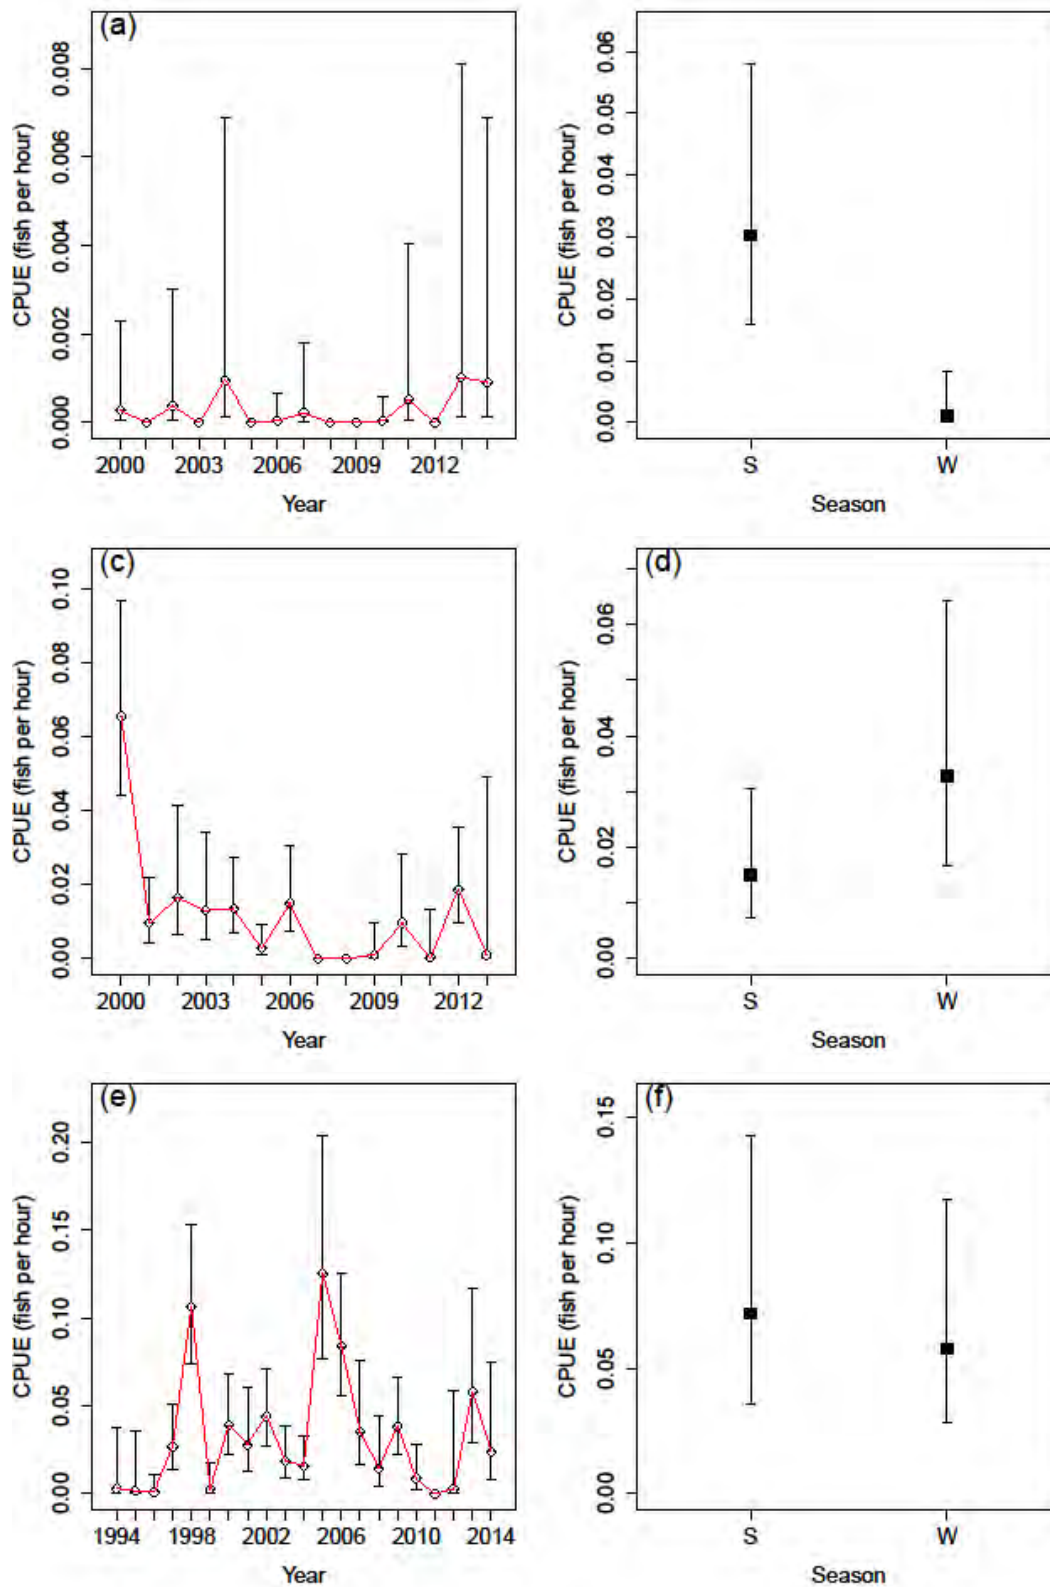 (a)
CPUE (fish per hour)
0.008
0.006
0.004
0.002
0.000
2000 2003 2006 2009 2012
Year
CPUE (fish per hour)
0.06
0.05
0.04
0.03
0.02
0.01
0.00
S W
Season
(c)
CPUE (fish per hour)
0.10
0.08
0.06
0.04
0.02
0.00
2000 2003 2006 2009 2012
Year
(d)
CPUE (fish per hour)
0.06
0.04
0.02
0.00
S W
Season
(e)
CPUE (fish per hour)
0.20
0.15
0.10
0.05
0.00
1994 1998 2002 2006 2010 2014
Year
(f)
CPUE (fish per hour)
0.15
0.10
0.05
0.00
S W
Season